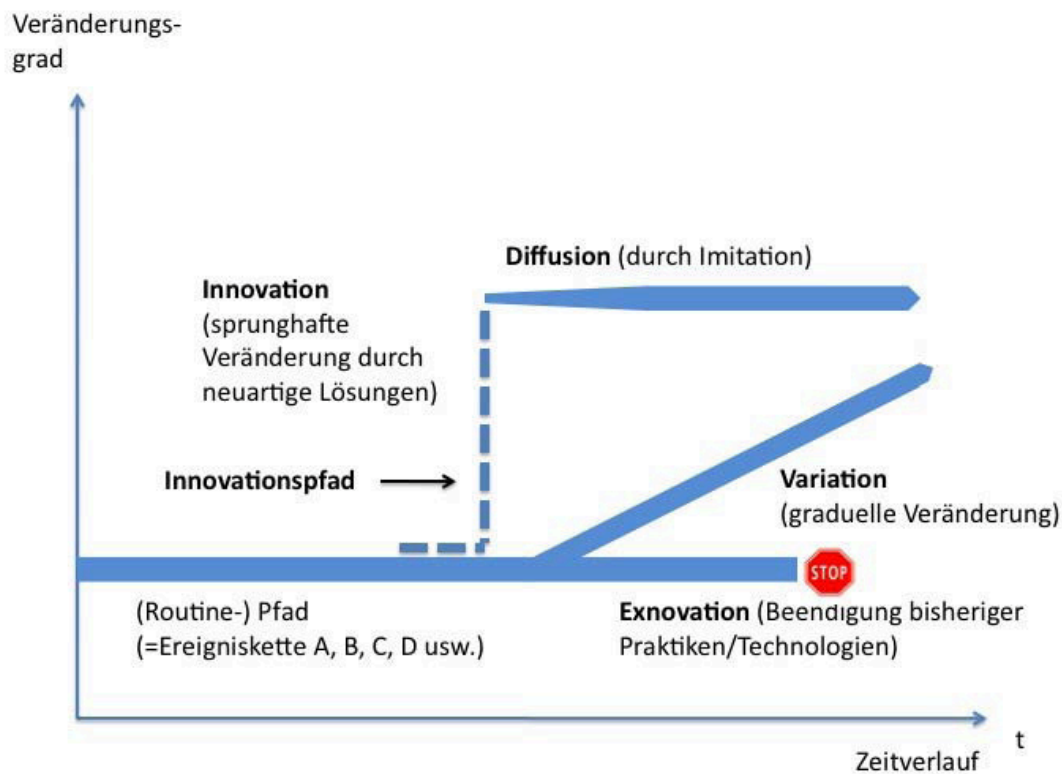 Veränderungs-
grad
Diffusion (durch Imitation)
Innovation
(sprunghafte
Veränderung durch
neuartige Lösungen)
Innovationspfad
Variation
(graduelle Veränderung)
STOP
(Routine-) Pfad
(=Ereigniskette A, B, C, D usw.)
Exnovation (Beendigung bisheriger
Praktiken/Technologien)
t
Zeitverlauf